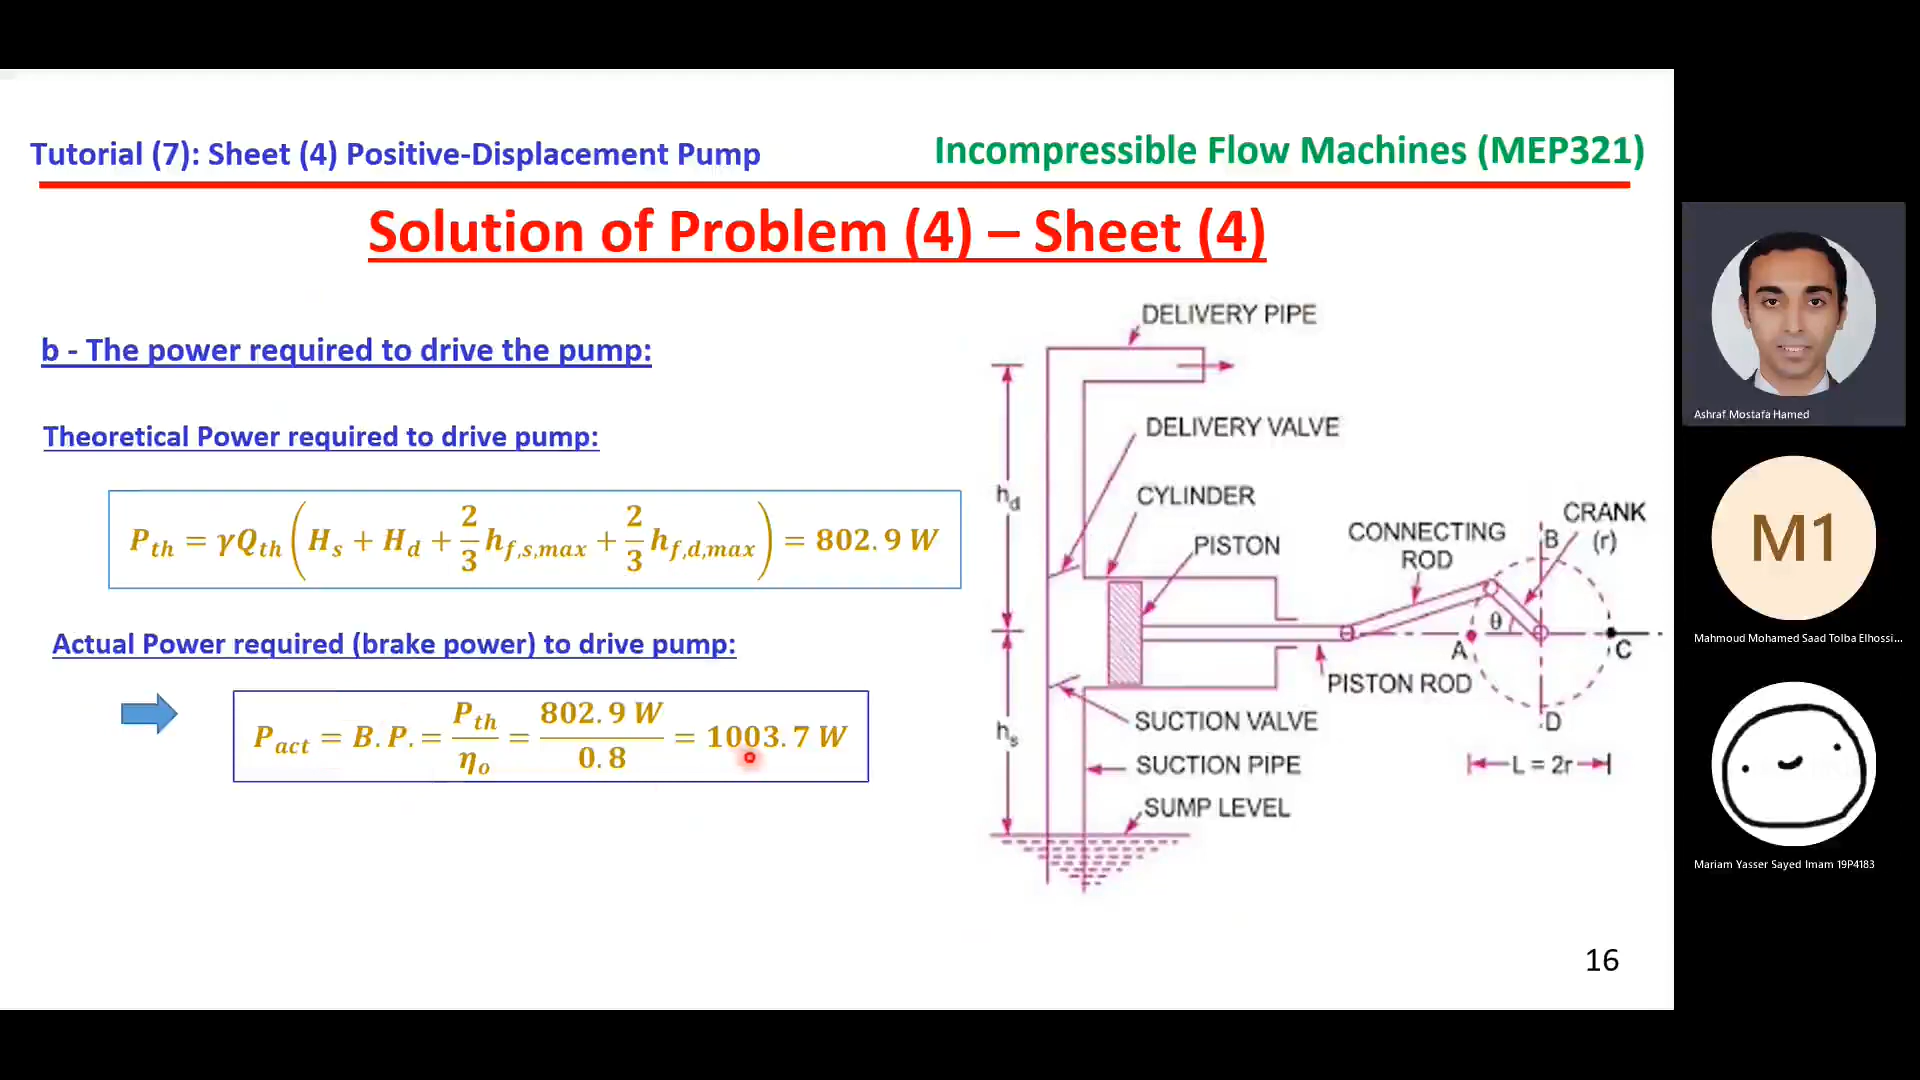 Tutorial (7): Sheet (4) Positive-Displacement Pump
Incompressible Flow Machines (MEP321)
Solution of Problem (4) – Sheet (4)
b - The power required to drive the pump:
Theoretical Power required to drive pump:
P_th = γQ_th (H_s + H_d + 2/3 h_f,s,max + 2/3 h_f,d,max) = 802.9 W
Actual Power required (brake power) to drive pump:
P_act = B.P. = P_th/η_o = 802.9 W/0.8 = 1003.7 W
DELIVERY PIPE
DELIVERY VALVE
h_d
CYLINDER
PISTON
CONNECTING
ROD
CRANK
(r)
B
θ
A
C
PISTON ROD
D
SUCTION VALVE
h_s
SUCTION PIPE
L = 2r
SUMP LEVEL
16
Ashraf Mostafa Hamed
M1
Mahmoud Mohamed Saad Tolba Elhossi...
Mariam Yasser Sayed Imam 19P4183